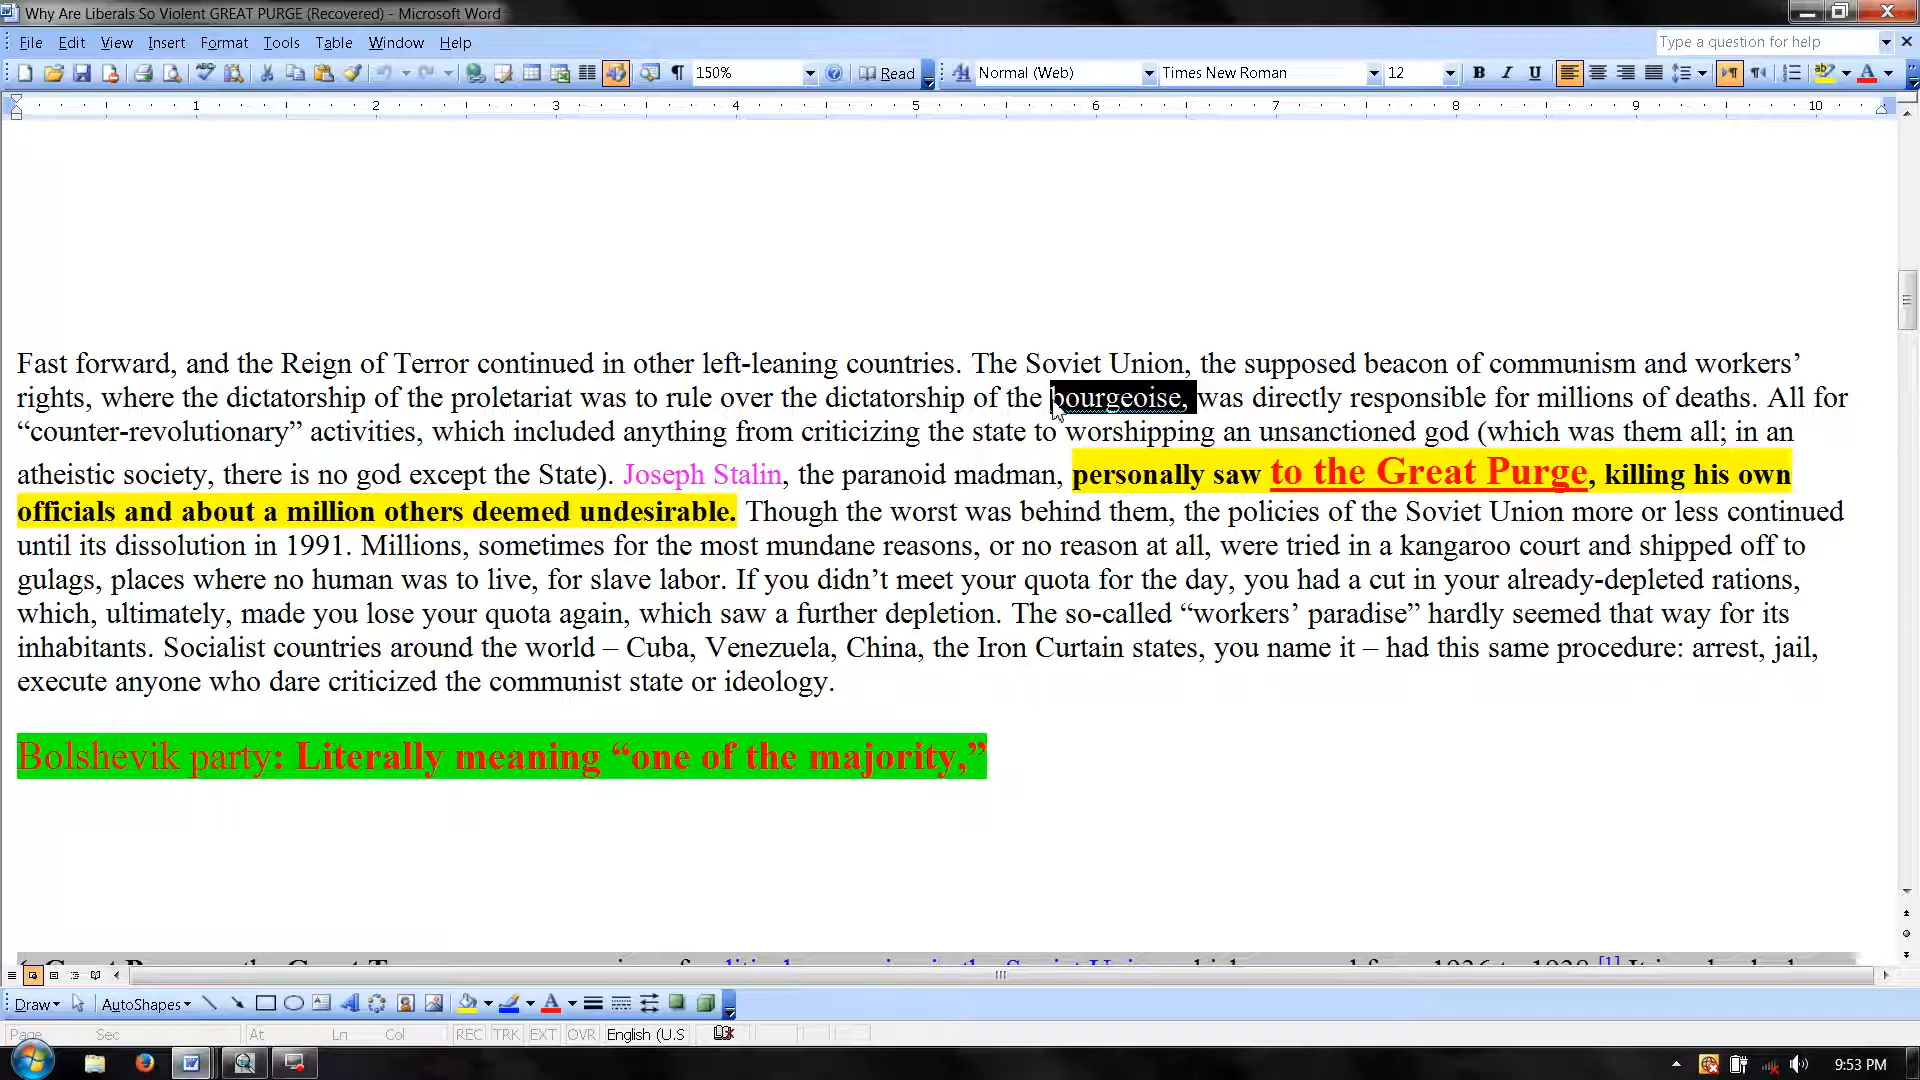 Why Are Liberals So Violent GREAT PURGE (Recovered) - Microsoft Word
File Edit View Insert Format Tools Table Window Help Type a question for help
150% Read Normal (Web) Times New Roman 12 B I U A
1 2 3 4 5 6 7 8 9 10
Fast forward, and the Reign of Terror continued in other left-leaning countries. The Soviet Union, the supposed beacon of communism and workers’
rights, where the dictatorship of the proletariat was to rule over the dictatorship of the bourgeoise, was directly responsible for millions of deaths. All for
“counter-revolutionary” activities, which included anything from criticizing the state to worshipping an unsanctioned god (which was them all; in an
atheistic society, there is no god except the State). Joseph Stalin, the paranoid madman, personally saw to the Great Purge, killing his own
officials and about a million others deemed undesirable. Though the worst was behind them, the policies of the Soviet Union more or less continued
until its dissolution in 1991. Millions, sometimes for the most mundane reasons, or no reason at all, were tried in a kangaroo court and shipped off to
gulags, places where no human was to live, for slave labor. If you didn’t meet your quota for the day, you had a cut in your already-depleted rations,
which, ultimately, made you lose your quota again, which saw a further depletion. The so-called “workers’ paradise” hardly seemed that way for its
inhabitants. Socialist countries around the world – Cuba, Venezuela, China, the Iron Curtain states, you name it – had this same procedure: arrest, jail,
execute anyone who dare criticized the communist state or ideology.
Bolshevik party: Literally meaning “one of the majority,”
Draw AutoShapes A
Page Sec At Ln Col REC TRK EXT OVR English (U.S
9:53 PM